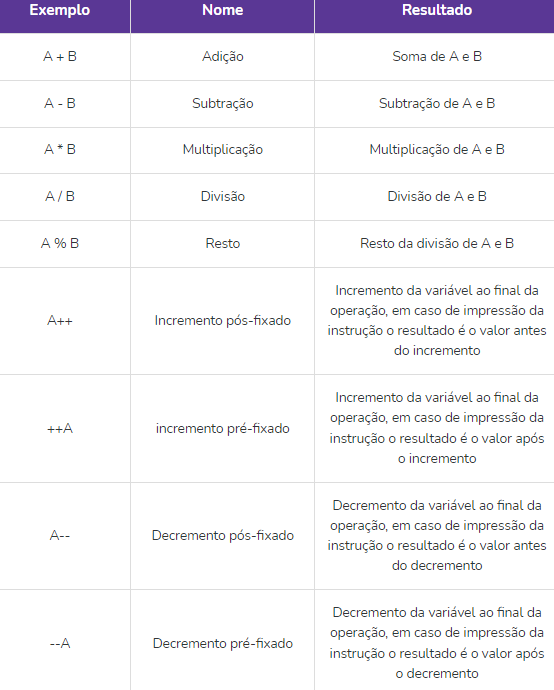 Exemplo Nome Resultado
A + B Adição Soma de A e B
A - B Subtração Subtração de A e B
A * B Multiplicação Multiplicação de A e B
A / B Divisão Divisão de A e B
A % B Resto Resto da divisão de A e B
A++ Incremento pós-fixado Incremento da variável ao final da
operação, em caso de impressão da
instrução o resultado é o valor antes
do incremento
++A incremento pré-fixado Incremento da variável ao final da
operação, em caso de impressão da
instrução o resultado é o valor após
o incremento
A-- Decremento pós-fixado Decremento da variável ao final da
operação, em caso de impressão da
instrução o resultado é o valor antes
do decremento
--A Decremento pré-fixado Decremento da variável ao final da
operação, em caso de impressão da
instrução o resultado é o valor após
o decremento